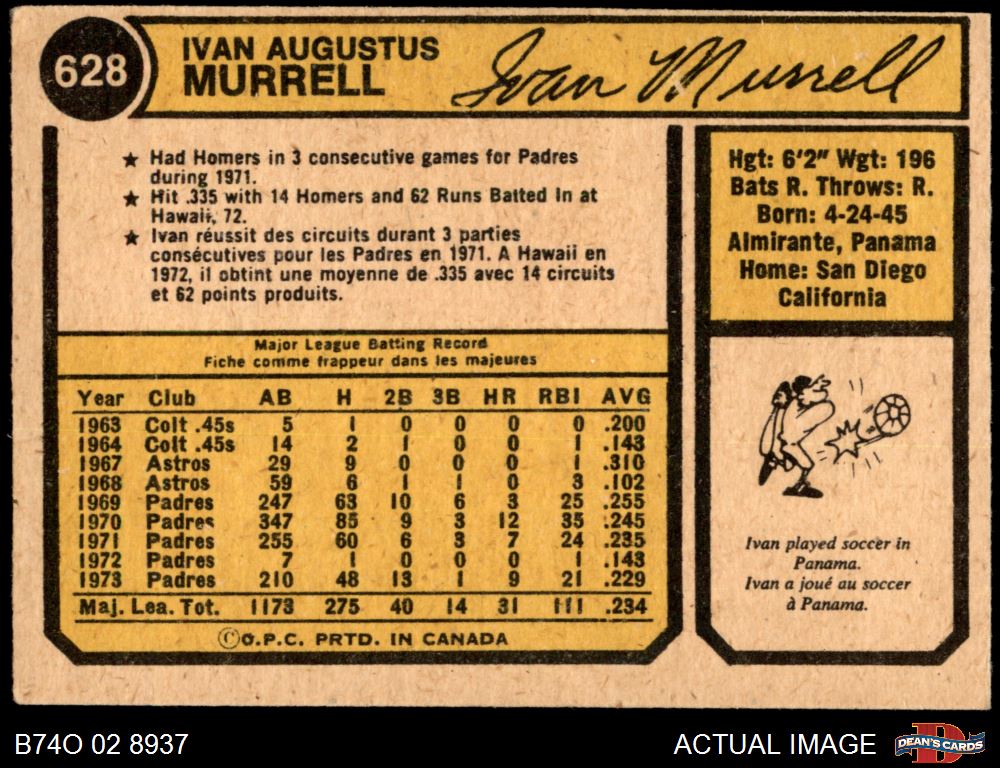 628
IVAN AUGUSTUS
MURRELL
Ivan Murrell
★ Had Homers in 3 consecutive games for Padres
during 1971.
★ Hit .335 with 14 Homers and 62 Runs Batted In at
Hawaii, 72.
★ Ivan réussit des circuits durant 3 parties
consécutives pour les Padres en 1971. A Hawaii en
1972, il obtint une moyenne de .335 avec 14 circuits
et 62 points produits.
Hgt: 6'2" Wgt: 196
Bats R. Throws: R.
Born: 4-24-45
Almirante, Panama
Home: San Diego
California
Major League Batting Record
Fiche comme frappeur dans les majeures
Year Club AB H 2B 3B HR RBI AVG
1963 Colt .45s 5 1 0 0 0 0 .200
1964 Colt .45s 14 2 1 0 0 1 .143
1967 Astros 29 9 0 0 0 1 .310
1968 Astros 59 6 1 1 0 3 .102
1969 Padres 247 63 10 6 3 25 .255
1970 Padres 347 85 9 3 12 35 .245
1971 Padres 255 60 6 3 7 24 .235
1972 Padres 7 1 0 0 0 1 .143
1973 Padres 210 48 13 1 9 21 .229
Maj. Lea. Tot. 1173 275 40 14 31 111 .234
©O.P.C. PRTD. IN CANADA
Ivan played soccer in
Panama.
Ivan a joué au soccer
à Panama.
B74O 02 8937
ACTUAL IMAGE
D
DEAN'S CARDS